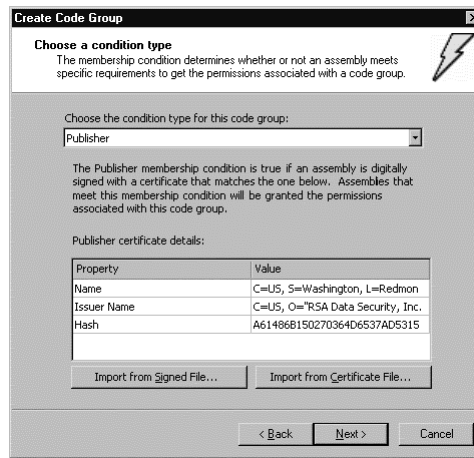 Create Code Group
Choose a condition type
The membership condition determines whether or not an assembly meets
specific requirements to get the permissions associated with a code group.
Choose the condition type for this code group:
Publisher
The Publisher membership condition is true if an assembly is digitally
signed with a certificate that matches the one below. Assembles that
meet this membership condition will be granted the permissions
associated with this code group.
Publisher certificate details:
Property Value
Name C=US, S=Washington, L=Redmon
Issuer Name C=US, O="RSA Data Security, Inc.
Hash A61486B150270364D6537AD5315
Import from Signed File... Import from Certificate File...
< Back Next > Cancel